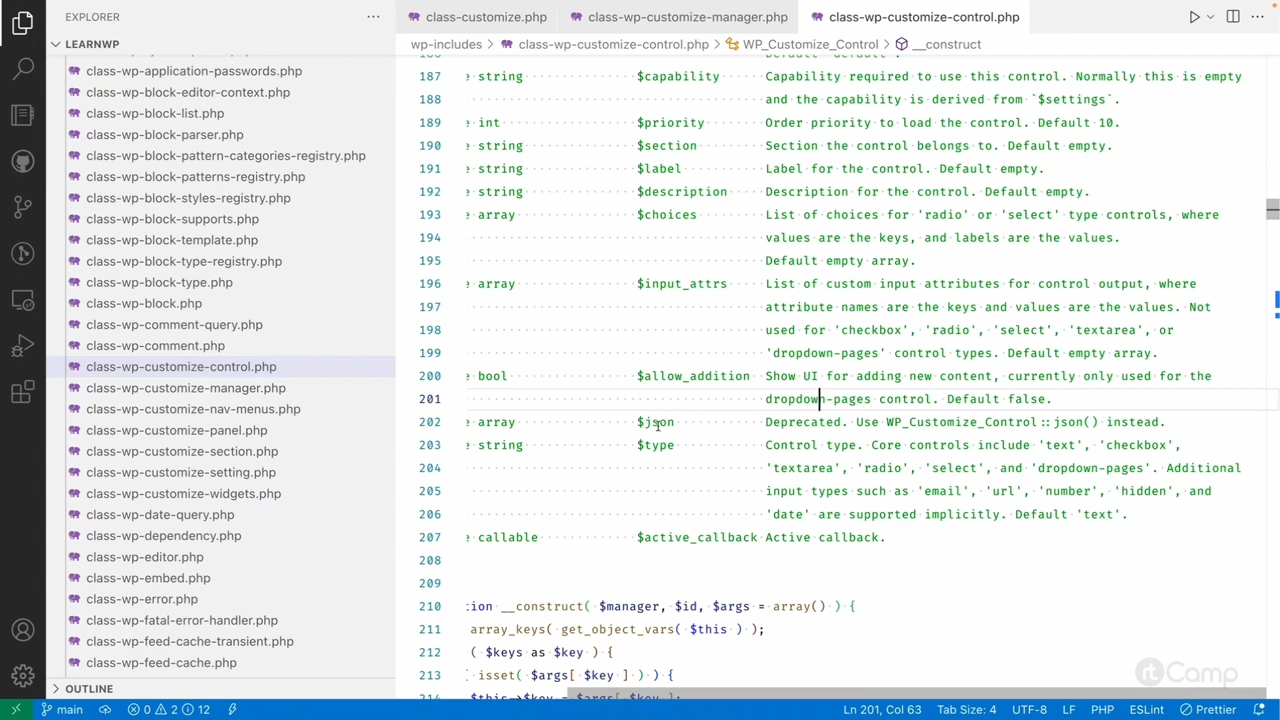 EXPLORER
LEARNWP
class-wp-application-passwords.php
class-wp-block-editor-context.php
class-wp-block-list.php
class-wp-block-parser.php
class-wp-block-pattern-categories-registry.php
class-wp-block-patterns-registry.php
class-wp-block-styles-registry.php
class-wp-block-supports.php
class-wp-block-template.php
class-wp-block-type-registry.php
class-wp-block-type.php
class-wp-block.php
class-wp-comment-query.php
class-wp-comment.php
class-wp-customize-control.php
class-wp-customize-manager.php
class-wp-customize-nav-menus.php
class-wp-customize-panel.php
class-wp-customize-section.php
class-wp-customize-setting.php
class-wp-customize-widgets.php
class-wp-date-query.php
class-wp-dependency.php
class-wp-editor.php
class-wp-embed.php
class-wp-error.php
class-wp-fatal-error-handler.php
class-wp-feed-cache-transient.php
class-wp-feed-cache.php
OUTLINE
class-customize.php class-wp-customize-manager.php class-wp-customize-control.php
wp-includes > class-wp-customize-control.php > WP_Customize_Control > __construct
187 e string $capability Capability required to use this control. Normally this is empty
188 and the capability is derived from `$settings`.
189 e int $priority Order priority to load the control. Default 10.
190 e string $section Section the control belongs to. Default empty.
191 e string $label Label for the control. Default empty.
192 e string $description Description for the control. Default empty.
193 e array $choices List of choices for 'radio' or 'select' type controls, where
194 values are the keys, and labels are the values.
195 Default empty array.
196 e array $input_attrs List of custom input attributes for control output, where
197 attribute names are the keys and values are the values. Not
198 used for 'checkbox', 'radio', 'select', 'textarea', or
199 'dropdown-pages' control types. Default empty array.
200 e bool $allow_addition Show UI for adding new content, currently only used for the
201 dropdown-pages control. Default false.
202 e array $json Deprecated. Use WP_Customize_Control::json() instead.
203 e string $type Control type. Core controls include 'text', 'checkbox',
204 'textarea', 'radio', 'select', and 'dropdown-pages'. Additional
205 input types such as 'email', 'url', 'number', 'hidden', and
206 'date' are supported implicitly. Default 'text'.
207 e callable $active_callback Active callback.
208
209
210 tion __construct( $manager, $id, $args = array() ) {
211 array_keys( get_object_vars( $this ) );
212 ( $keys as $key ) {
213 isset( $args[ $key ] ) ) {
214 $this->$key = $args[ $key ];
rtCamp
main 0 2 12 Ln 201, Col 63 Tab Size: 4 UTF-8 LF PHP ESLint Prettier